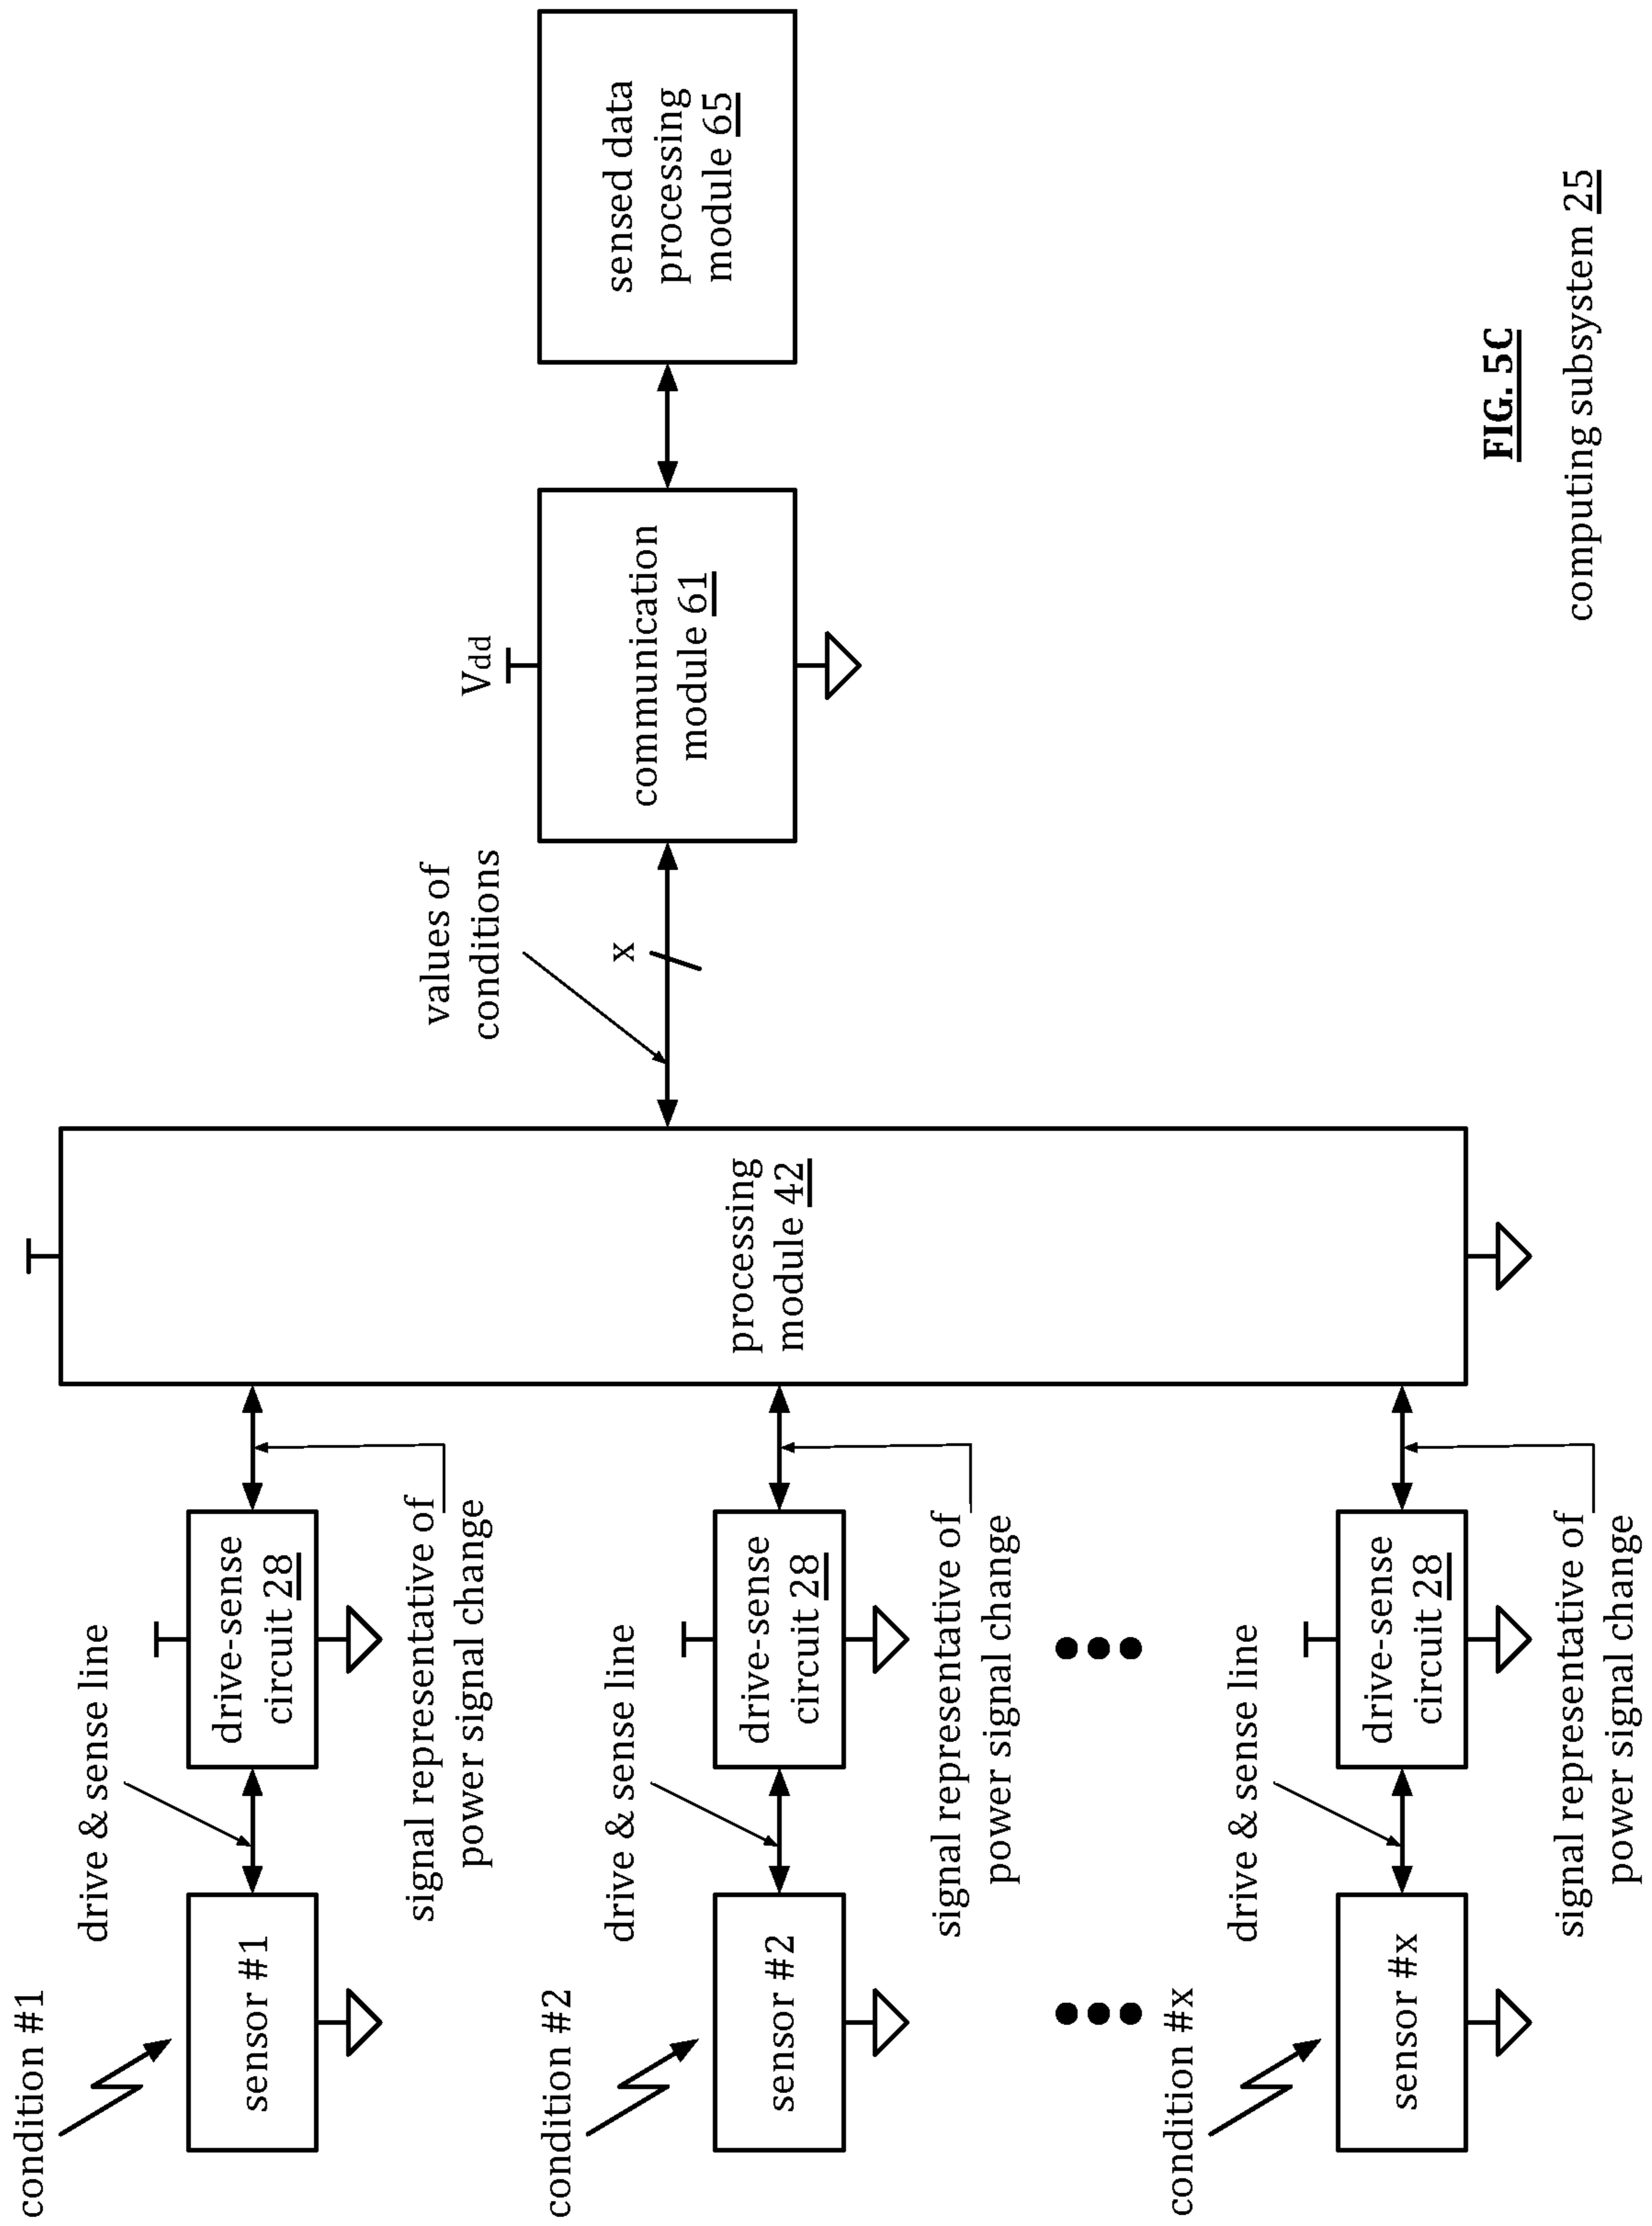 condition #1
sensor #1
drive & sense line
drive-sense
circuit 28
signal representative of
power signal change
condition #2
sensor #2
drive & sense line
drive-sense
circuit 28
signal representative of
power signal change
condition #x
sensor #x
drive & sense line
drive-sense
circuit 28
signal representative of
power signal change
processing
module 42
values of
conditions
x
Vdd
communication
module 61
sensed data
processing
module 65
FIG. 5C
computing subsystem 25